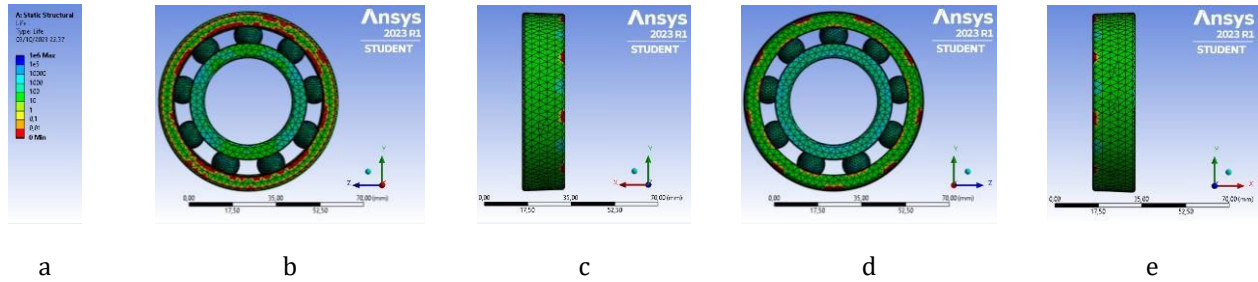 A: Static Structural
Life
Type: Life
1e6 Max
1e5
10000
1000
100
10
1
0,1
0,01
0 Min
Ansys
2023 R1
STUDENT
Y
Z
0,00
35,00
70,00 (mm)
17,50
52,50
Ansys
2023 R1
STUDENT
Y
X
0,00
35,00
70,00 (mm)
17,50
52,50
Ansys
2023 R1
STUDENT
Y
Z
0,00
35,00
70,00 (mm)
17,50
52,50
Ansys
2023 R1
STUDENT
Y
X
0,00
35,00
70,00 (mm)
17,50
52,50
a
b
c
d
e